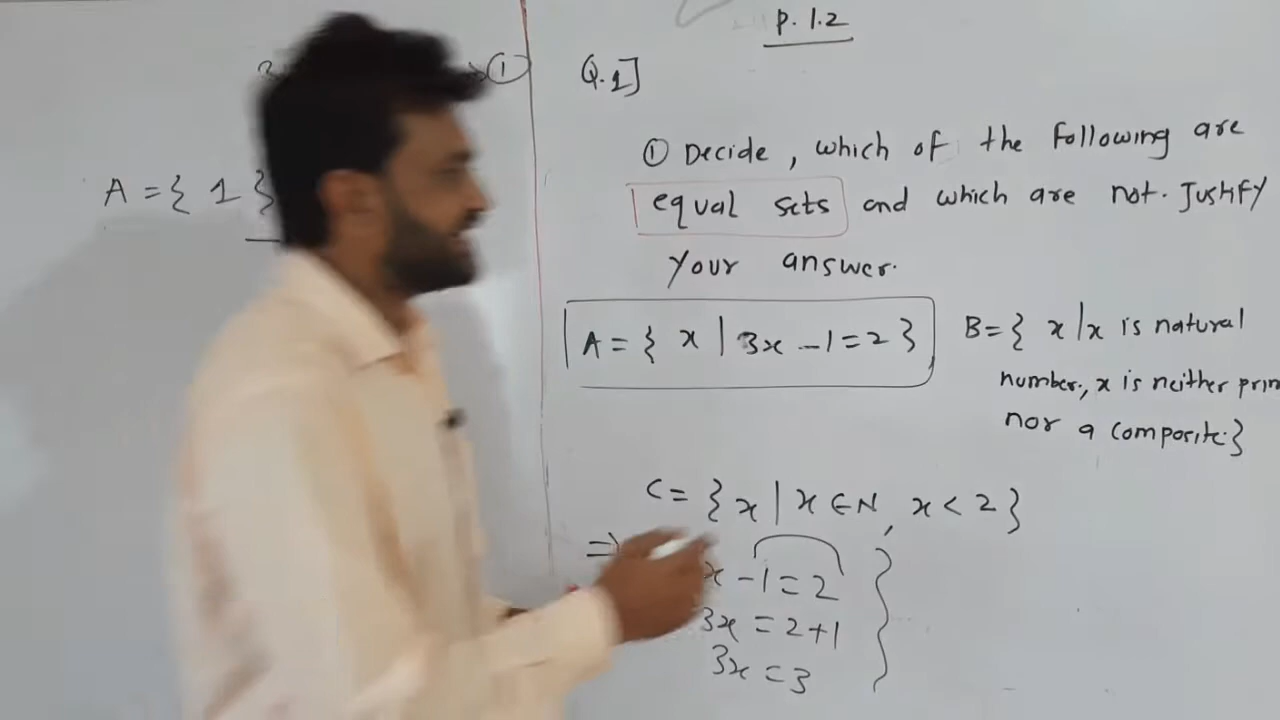 ①
A = { 1 }
P. 1.2
Q.1]
① Decide, which of the following are
equal sets and which are not. Justify
your answer.
A = { x | 3x - 1 = 2 }
B = { x | x is natural
number, x is neither
nor a composite. }
C = { x | x ∈ N, x < 2 }
⇒ x - 1 = 2
3x = 2+1
3x = 3